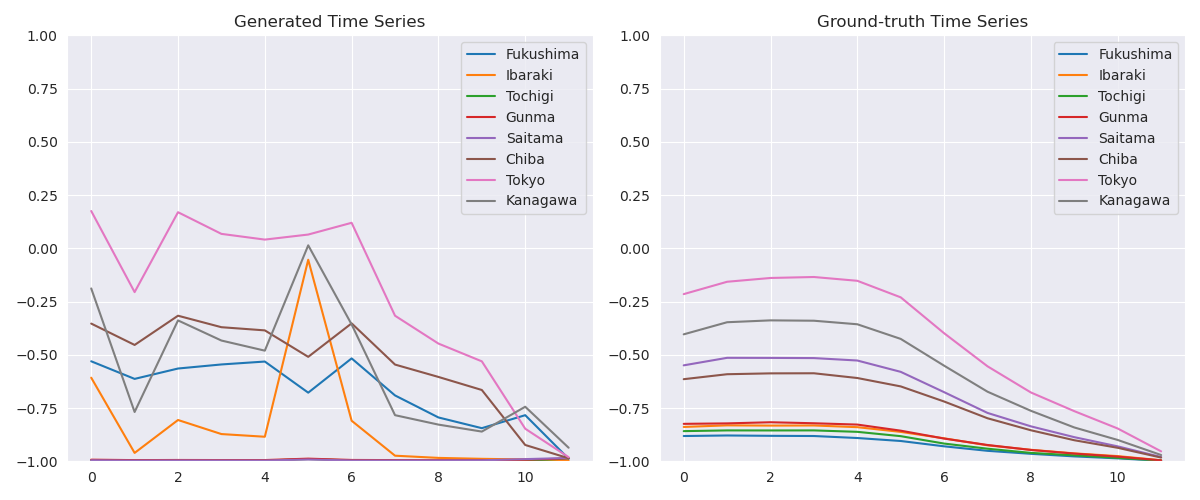 Generated Time Series
1.00
0.75
0.50
0.25
0.00
−0.25
−0.50
−0.75
−1.00
0 2 4 6 8 10
Fukushima
Ibaraki
Tochigi
Gunma
Saitama
Chiba
Tokyo
Kanagawa
Ground-truth Time Series
1.00
0.75
0.50
0.25
0.00
−0.25
−0.50
−0.75
−1.00
0 2 4 6 8 10
Fukushima
Ibaraki
Tochigi
Gunma
Saitama
Chiba
Tokyo
Kanagawa